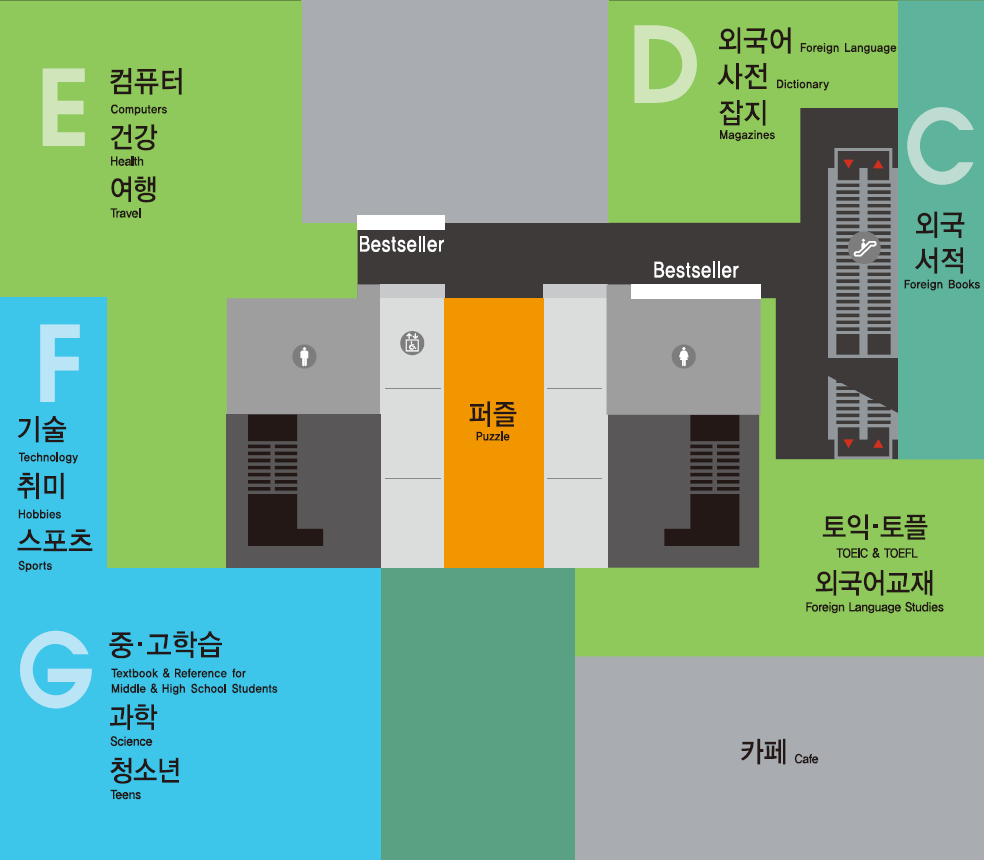 E
컴퓨터
Computers
건강
Health
여행
Travel
D
외국어 Foreign Language
사전 Dictionary
잡지
Magazines
C
외국
서적
Foreign Books
Bestseller
Bestseller
F
기술
Technology
취미
Hobbies
스포츠
Sports
퍼즐
Puzzle
토익·토플
TOEIC & TOEFL
외국어교재
Foreign Language Studies
G
중·고학습
Textbook & Reference for
Middle & High School Students
과학
Science
청소년
Teens
카페 Cafe